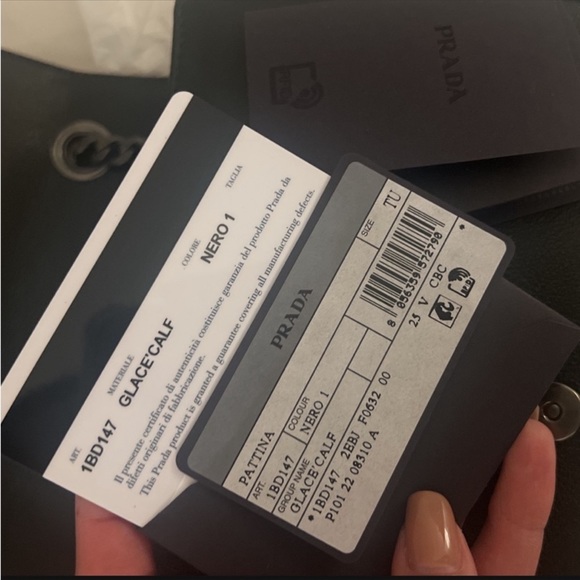 PRADA
ART.
1BD147
MATERIALE
GLACE'CALF
COLORE
NERO 1
TAGLIA
Il presente certificato di autenticità costituisce garanzia del prodotto Prada da
difetti originari di fabbricazione.
This Prada product is granted a guarantee covering all manufacturing defects.
PRADA
PATTINA
SIZE TU
ART.
1BD147
COLOUR
NERO 1
GROUP NAME
GLACE'CALF
1BD147 2BBJ F0632 00
P101 22 08310 A
8 056359 572790
25 V CBC